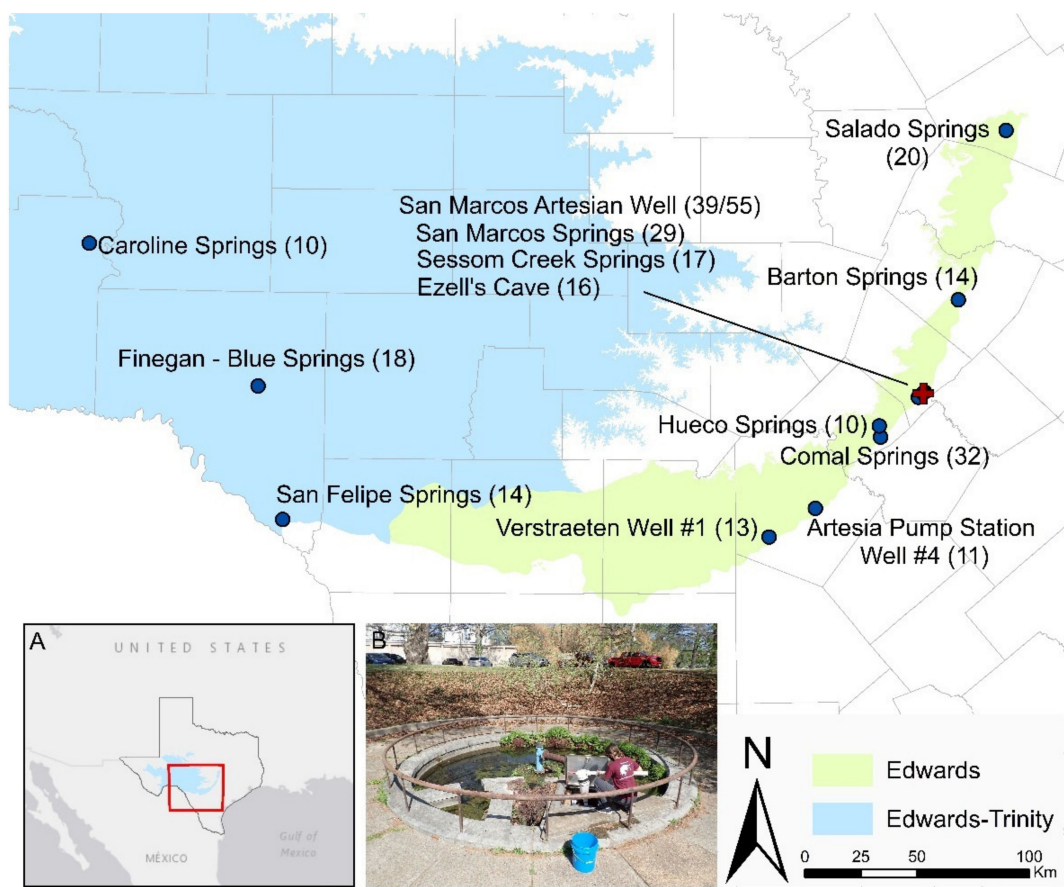 Salado Springs
(20)
San Marcos Artesian Well (39/55)
San Marcos Springs (29)
Sessom Creek Springs (17)
Ezell's Cave (16)
Caroline Springs (10)
Barton Springs (14)
Finegan - Blue Springs (18)
Hueco Springs (10)
Comal Springs (32)
San Felipe Springs (14)
Verstraeten Well #1 (13)
Artesia Pump Station
Well #4 (11)
A
UNITED STATES
MÉXICO
Gulf of
Mexico
B
N
Edwards
Edwards-Trinity
0 25 50 100
Km